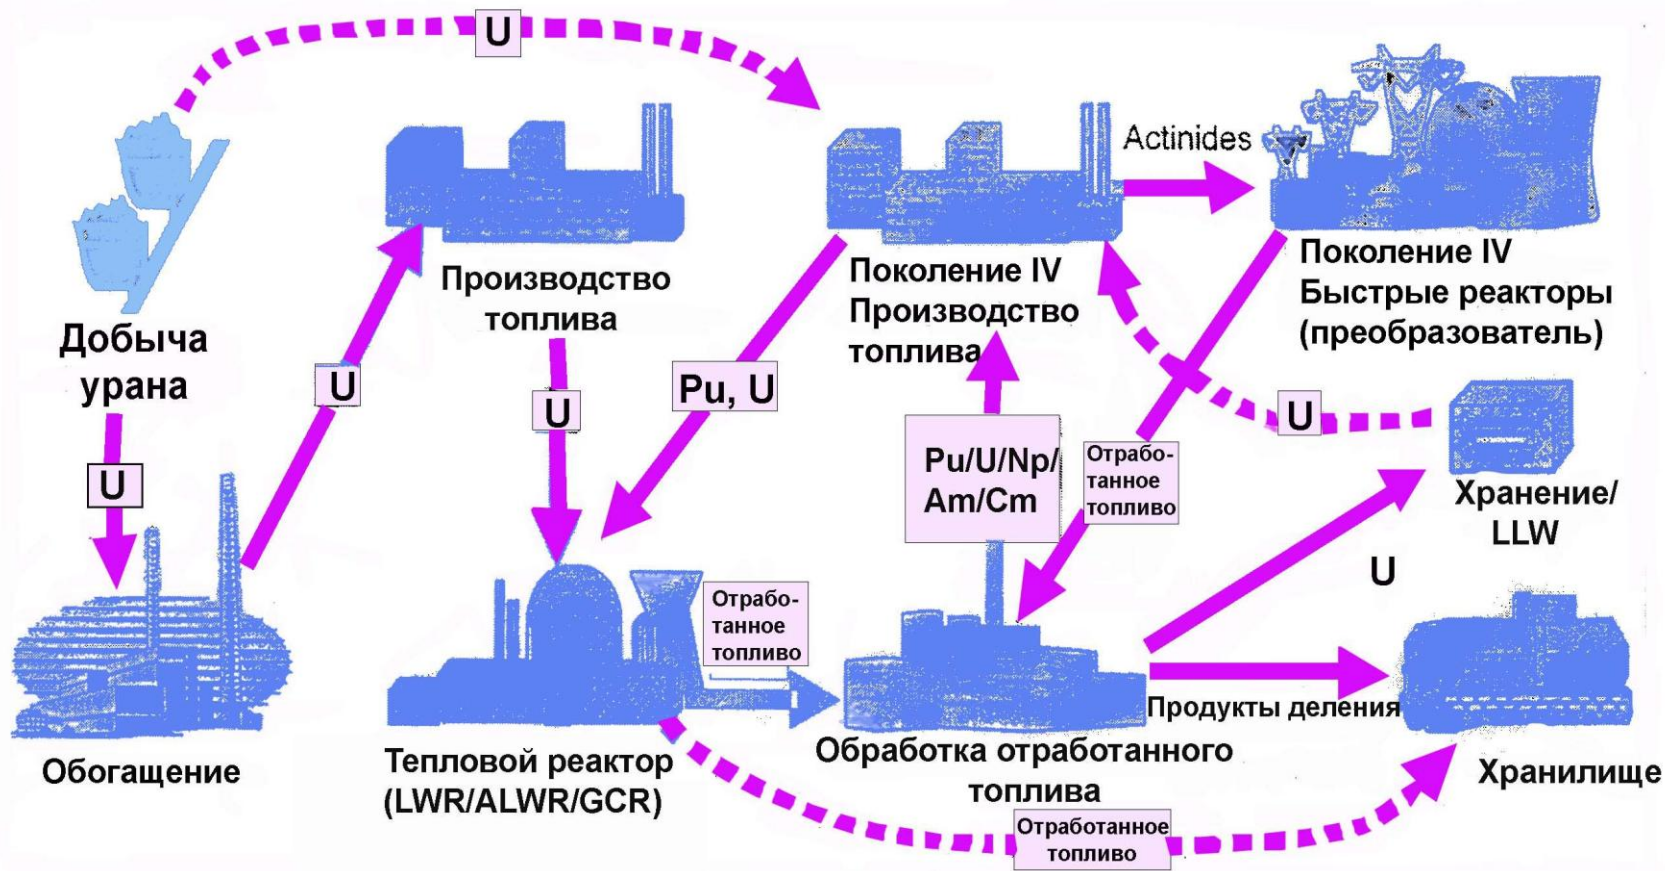 U
Actinides
Добыча
урана
Производство
топлива
Поколение IV
Производство
топлива
Поколение IV
Быстрые реакторы
(преобразователь)
U
U
U
Pu, U
Pu/U/Np/
Am/Cm
Отрабо-
танное
топливо
U
Хранение/
LLW
U
Отрабо-
танное
топливо
Продукты деления
Обогащение
Тепловой реактор
(LWR/ALWR/GCR)
Обработка отработанного
топлива
Хранилище
Отработанное
топливо